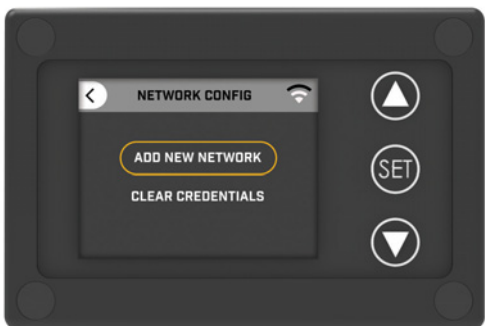 NETWORK CONFIG
ADD NEW NETWORK
SET
CLEAR CREDENTIALS